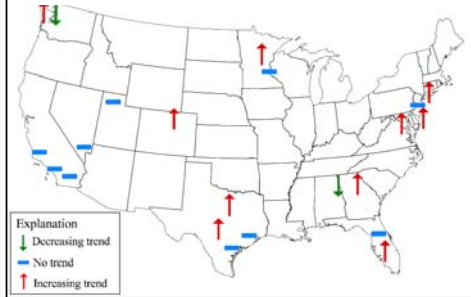 Explanation
Decreasing trend
No trend
Increasing trend